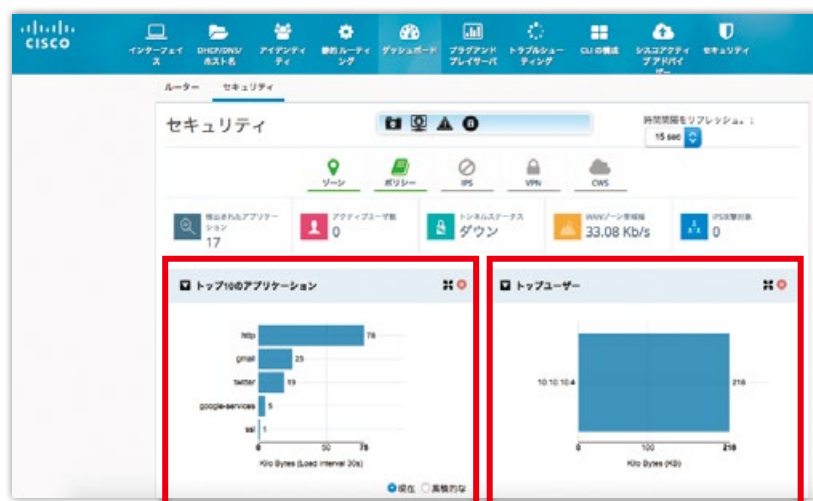 CISCO
インターフェイ
ス
DHCP/DNS/
ホスト名
アイデンティ
ティ
静的ルーティ
ング
ダッシュボード
プラグアンド
プレイサーバ
トラブルシュー
ティング
CLI の構成
シスコアクティ
ブ アドバイ
ザー
セキュリティ
ルーター
セキュリティ
セキュリティ
時間間隔をリフレッシュ。:
15 sec
ゾーン
ポリシー
IPS
VPN
CWS
検出されたアプリケー
ション
17
アクティブユーザ数
0
トンネルステータス
ダウン
WANゾーン帯域幅
33.08 Kb/s
IPS攻撃対象
0
トップ10のアプリケーション
http
78
gmail
25
twitter
19
google-services
5
ssl
1
0
50
78
Kilo Bytes (Load Interval 30s)
現在
累積的な
トップユーザー
10.10.10.4
216
0
100
216
Kilo Bytes (KB)